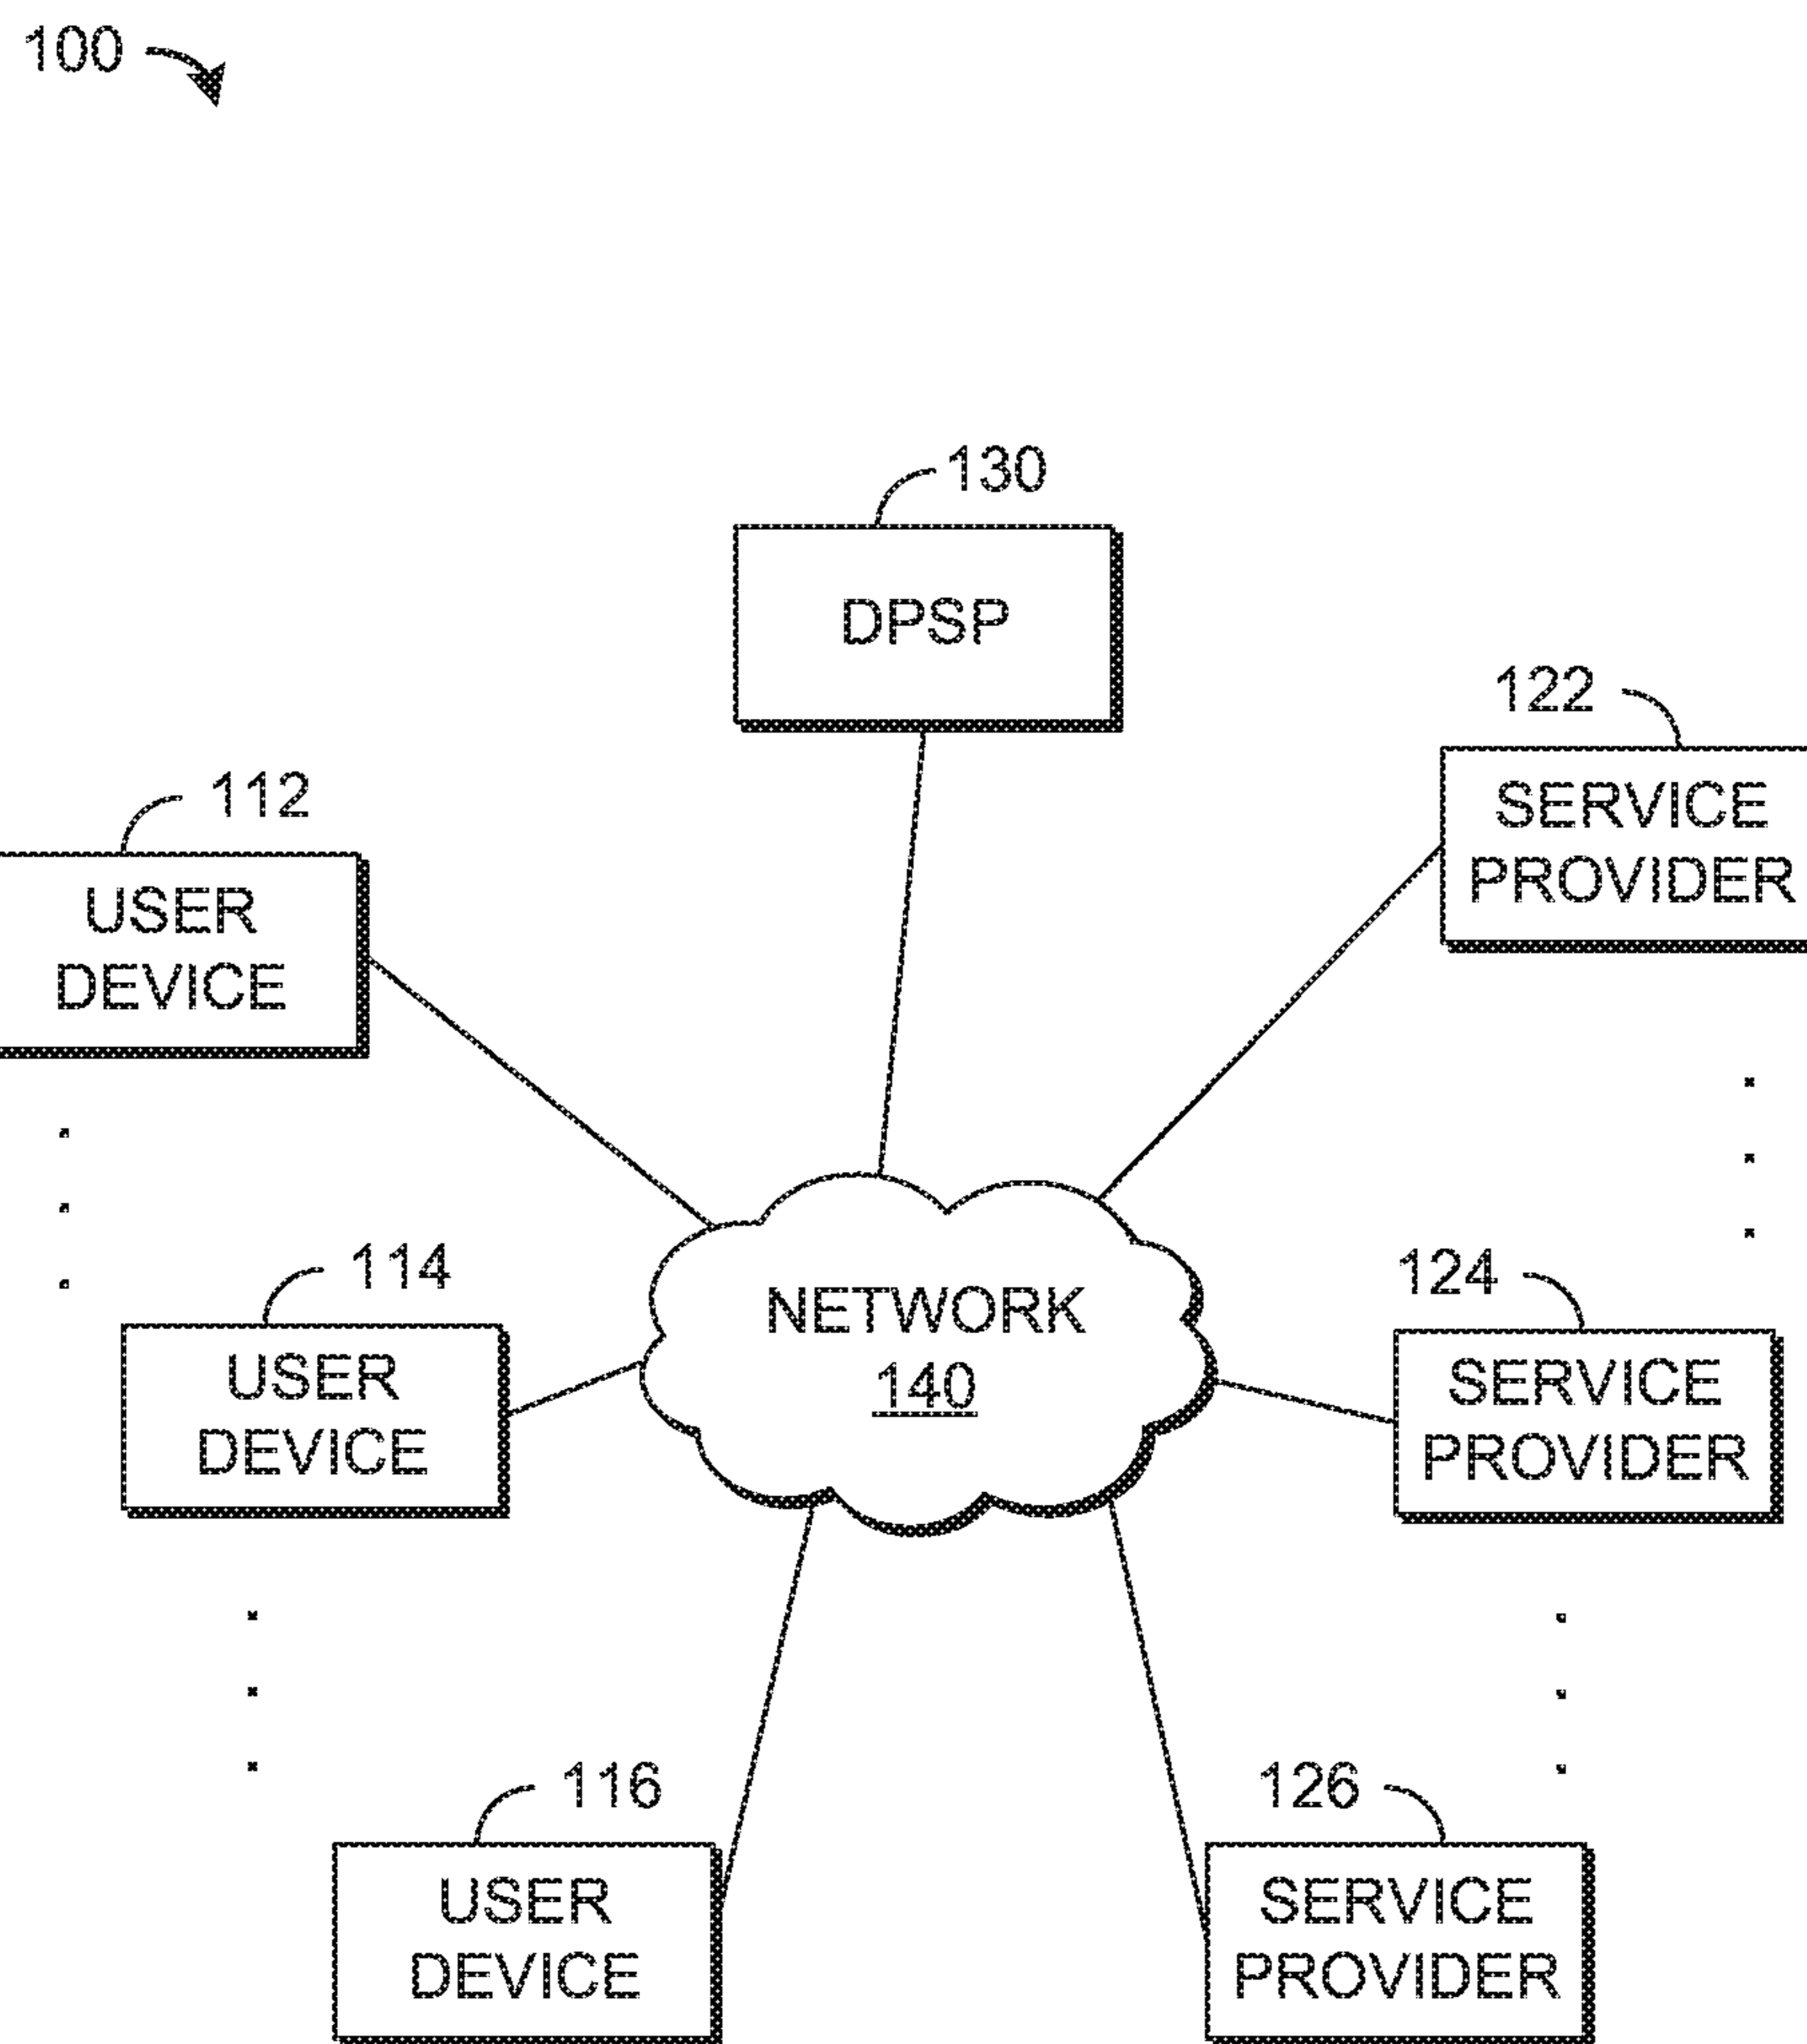 100
130
DPSP
122
SERVICE
PROVIDER
112
USER
DEVICE
114
USER
DEVICE
NETWORK
140
124
SERVICE
PROVIDER
116
USER
DEVICE
126
SERVICE
PROVIDER